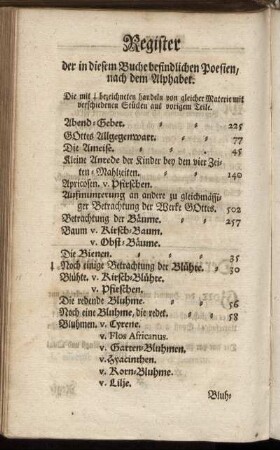 Register
der in diesem Buche befindlichen Poesien,
nach dem Alphabet.
Die mit ‡ bezeichneten handeln von gleicher Materie mit
verschiedenen Stücken aus vorigem Teile.
Abend-Gebet. 225
GOttes Allgegenwart. 77
Die Ameise. 45
Kleine Anrede der Kinder bey den vier Zei-
ten-Mahlzeiten. 140
Apricosen. v. Pfirschen.
Aufmunterung an andere zu gleichmäßi-
ger Betrachtung der Werke GOttes. 502
Betrachtung der Bäume. 257
Baum v. Kirsch-Baum.
v. Obst-Bäume.
Die Bienen. 35
‡ Noch einige Betrachtung der Blühte. 30
Blühte. v. Kirsch-Blühte.
v. Pfirschen.
Die redende Bluhme. 56
Noch eine Bluhme, die redet. 58
Bluhmen. v. Cyrene.
v. Flos Africanus.
v. Garten-Bluhmen.
v. Hyacinthen.
v. Korn-Bluhme.
v. Lilje.
Bluh-